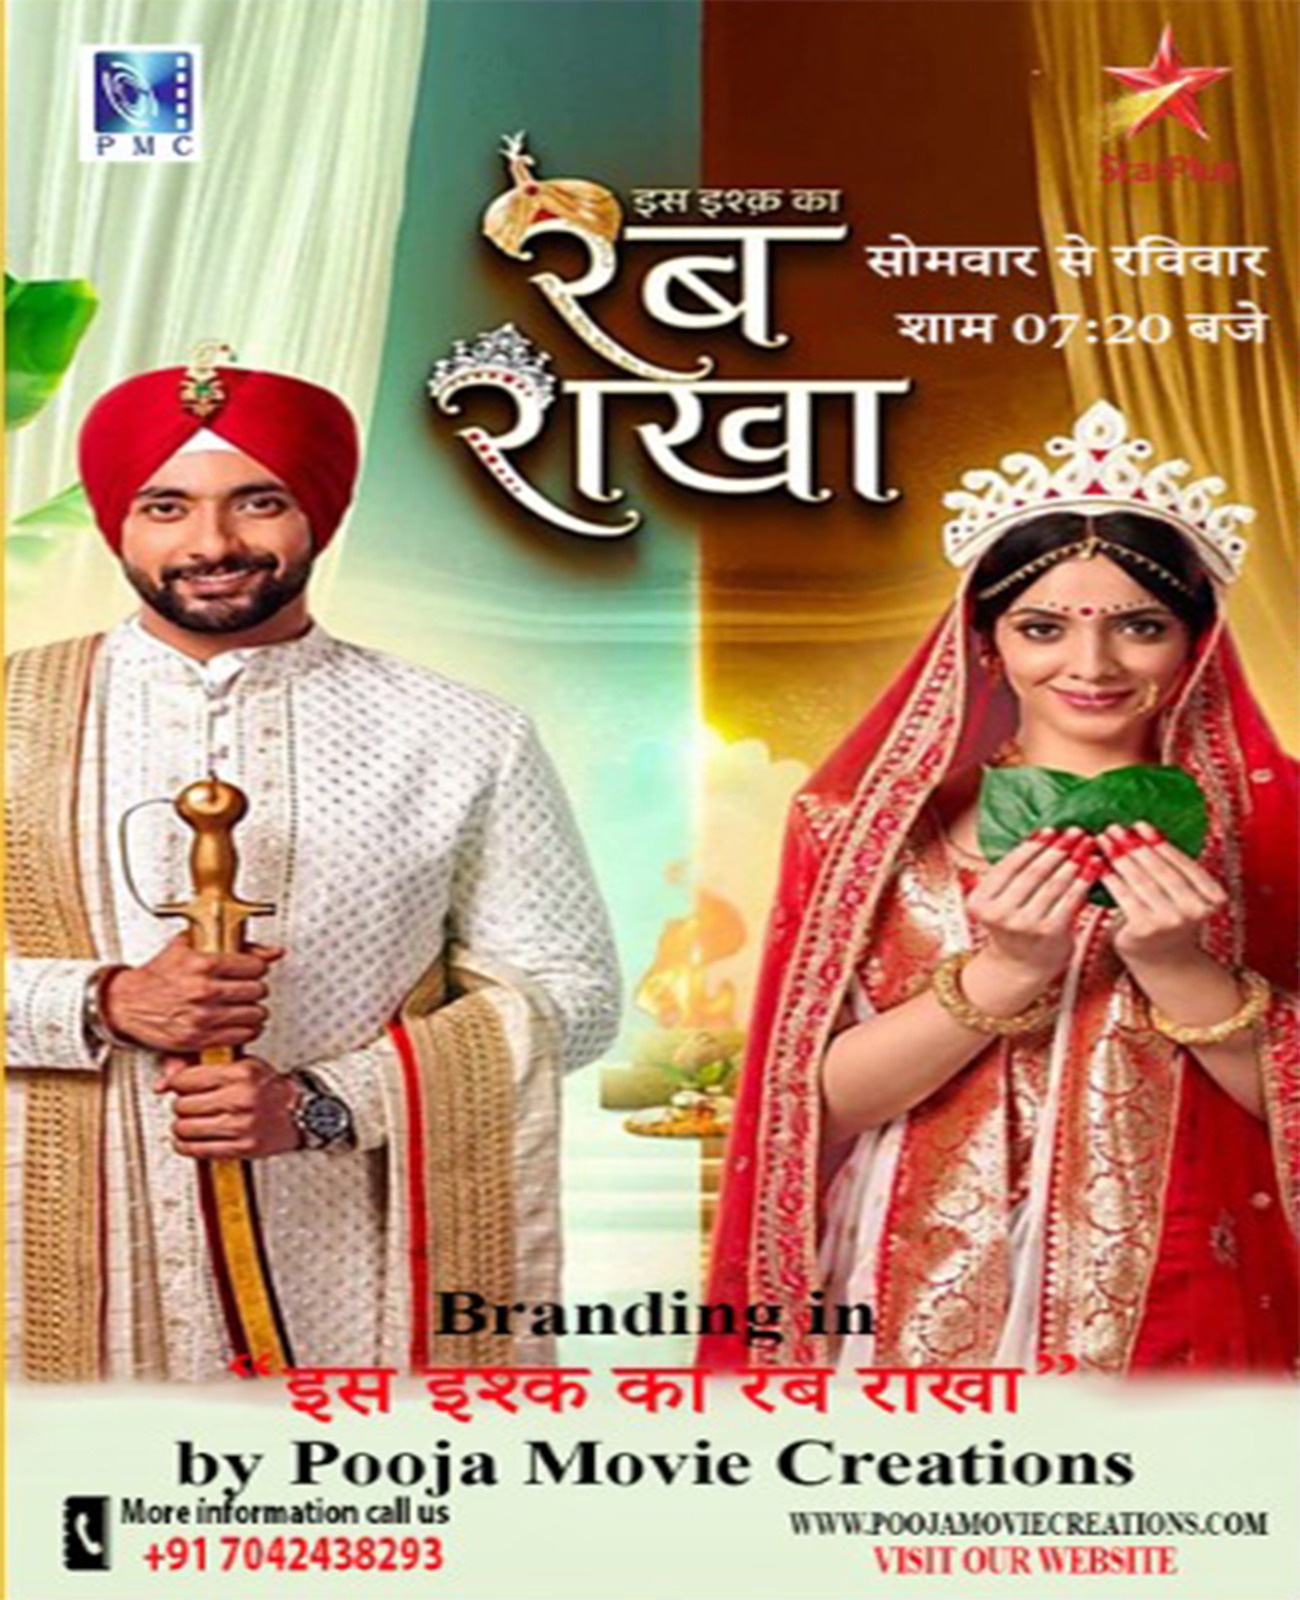 PMC
StarPlus
इस इश्क़ का
रब
राखा
सोमवार से रविवार
शाम 07:20 बजे
Branding in
“इस इश्क का रब राखा”
by Pooja Movie Creations
More information call us
+91 7042438293
WWW.POOJAMOVIECREATIONS.COM
VISIT OUR WEBSITE